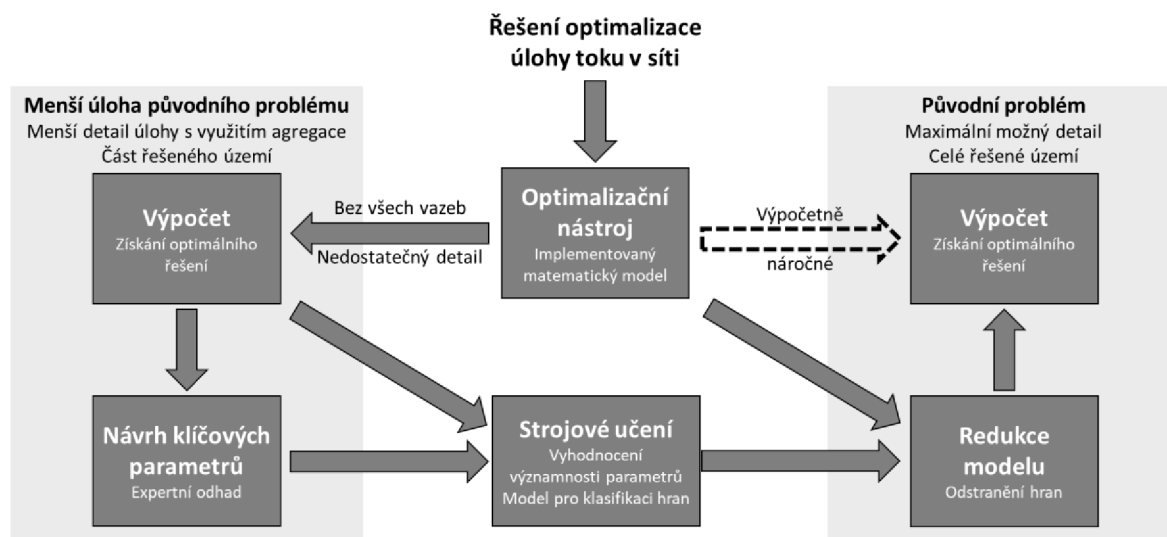 Řešení optimalizace
úlohy toku v síti
Menší úloha původního problému
Menší detail úlohy s využitím agregace
Část řešeného území
Výpočet
Získání optimálního
řešení
Bez všech vazeb
Nedostatečný detail
Optimalizační
nástroj
Implementovaný
matematický model
Výpočetně
náročné
Původní problém
Maximální možný detail
Celé řešené území
Výpočet
Získání optimálního
řešení
Návrh klíčových
parametrů
Expertní odhad
Strojové učení
Vyhodnocení
významnosti parametrů
Model pro klasifikaci hran
Redukce
modelu
Odstranění hran